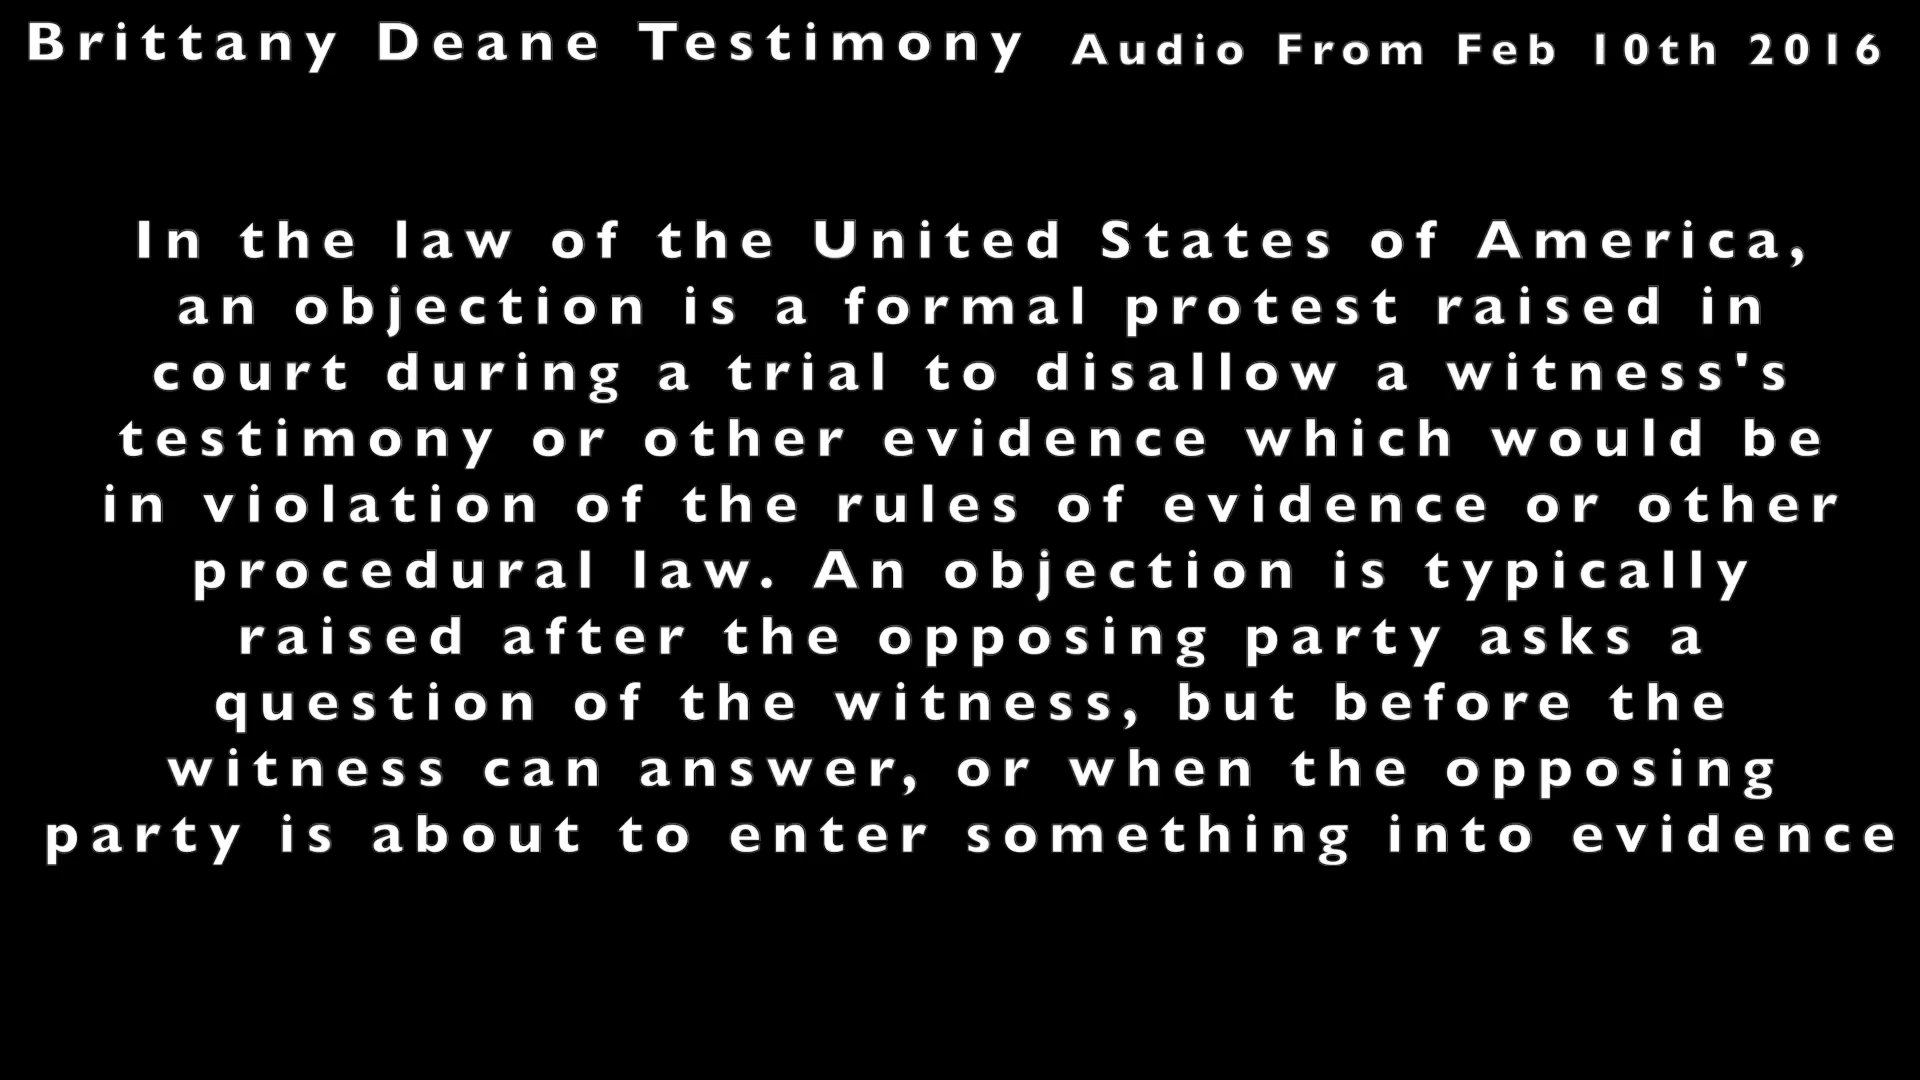 Brittany Deane Testimony Audio From Feb 10th 2016
In the law of the United States of America,
an objection is a formal protest raised in
court during a trial to disallow a witness's
testimony or other evidence which would be
in violation of the rules of evidence or other
procedural law. An objection is typically
raised after the opposing party asks a
question of the witness, but before the
witness can answer, or when the opposing
party is about to enter something into evidence